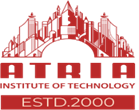 ATRIA
INSTITUTE OF TECHNOLOGY
ESTD.2000